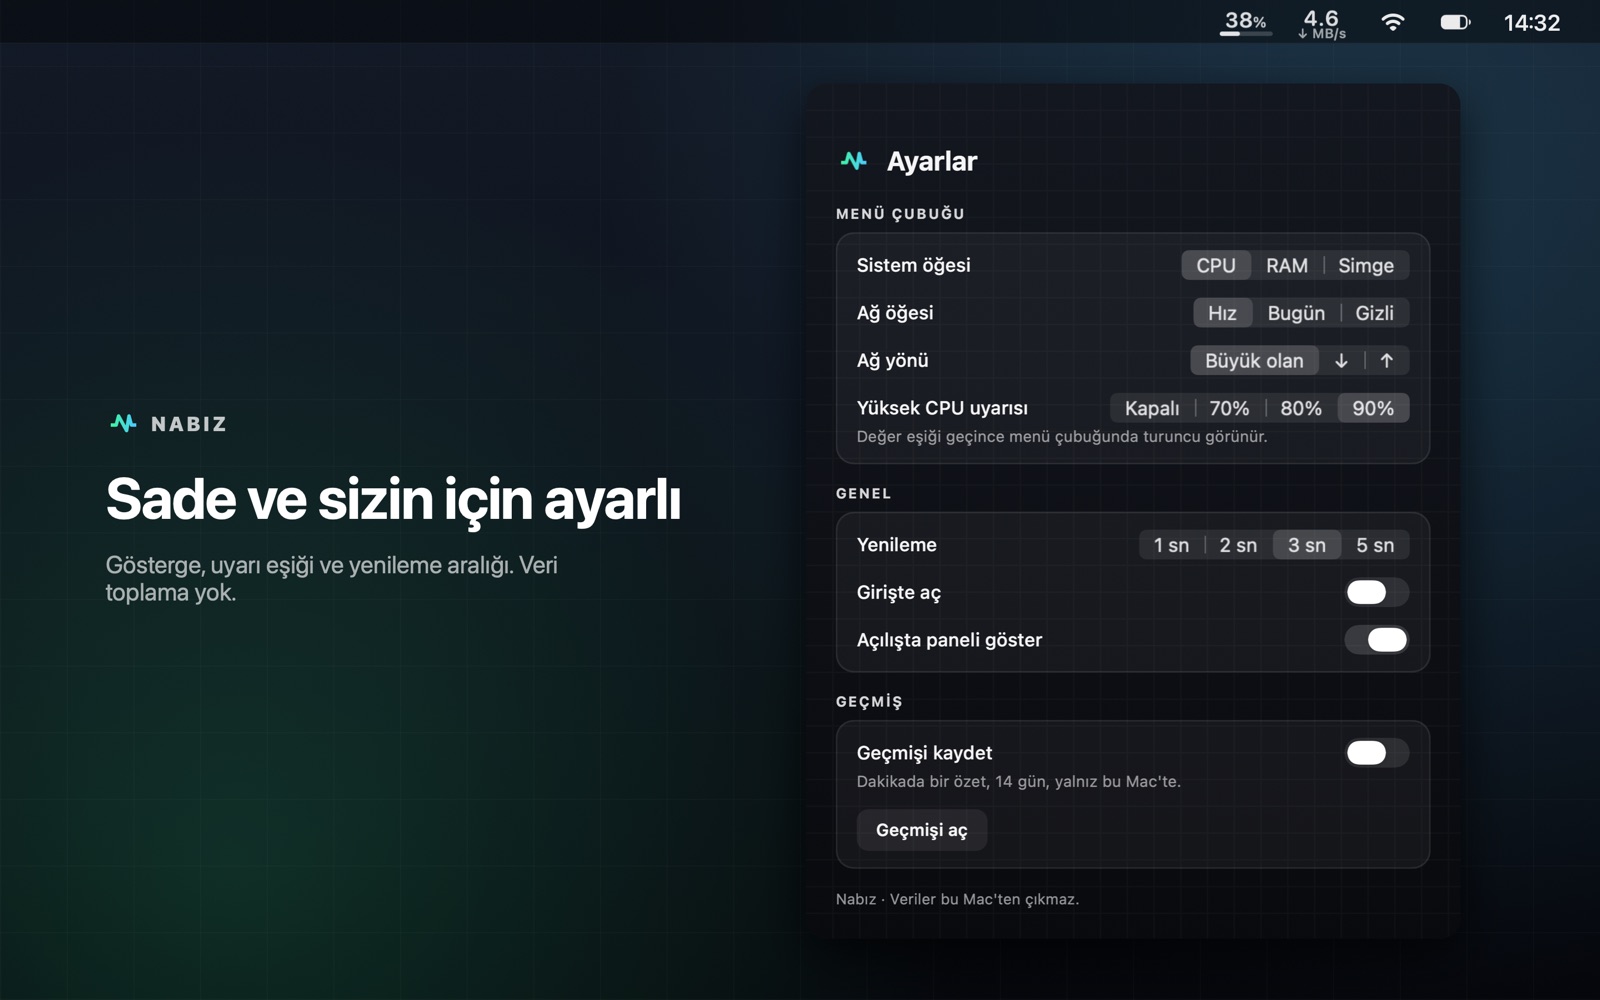 38%
4.6
↓ MB/s
14:32
NABIZ
Sade ve sizin için ayarlı
Gösterge, uyarı eşiği ve yenileme aralığı. Veri
toplama yok.
Ayarlar
MENÜ ÇUBUĞU
Sistem öğesi CPU RAM Simge
Ağ öğesi Hız Bugün Gizli
Ağ yönü Büyük olan ↓ ↑
Yüksek CPU uyarısı Kapalı 70% 80% 90%
Değer eşiği geçince menü çubuğunda turuncu görünür.
GENEL
Yenileme 1 sn 2 sn 3 sn 5 sn
Girişte aç
Açılışta paneli göster
GEÇMİŞ
Geçmişi kaydet
Dakikada bir özet, 14 gün, yalnız bu Mac'te.
Geçmişi aç
Nabız · Veriler bu Mac'ten çıkmaz.